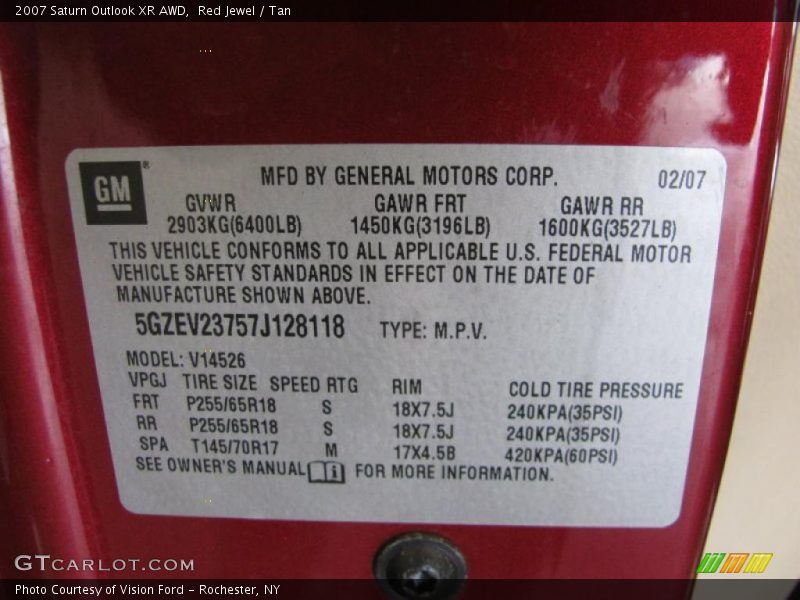 2007 Saturn Outlook XR AWD, Red Jewel / Tan
GM®
MFD BY GENERAL MOTORS CORP. 02/07
GVWR GAWR FRT GAWR RR
2903KG(6400LB) 1450KG(3196LB) 1600KG(3527LB)
THIS VEHICLE CONFORMS TO ALL APPLICABLE U.S. FEDERAL MOTOR
VEHICLE SAFETY STANDARDS IN EFFECT ON THE DATE OF
MANUFACTURE SHOWN ABOVE.
5GZEV23757J128118 TYPE: M.P.V.
MODEL: V14526
VPGJ TIRE SIZE SPEED RTG RIM COLD TIRE PRESSURE
FRT P255/65R18 S 18X7.5J 240KPA(35PSI)
RR P255/65R18 S 18X7.5J 240KPA(35PSI)
SPA T145/70R17 M 17X4.5B 420KPA(60PSI)
SEE OWNER'S MANUAL i FOR MORE INFORMATION.
GTCARLOT.COM
Photo Courtesy of Vision Ford - Rochester, NY